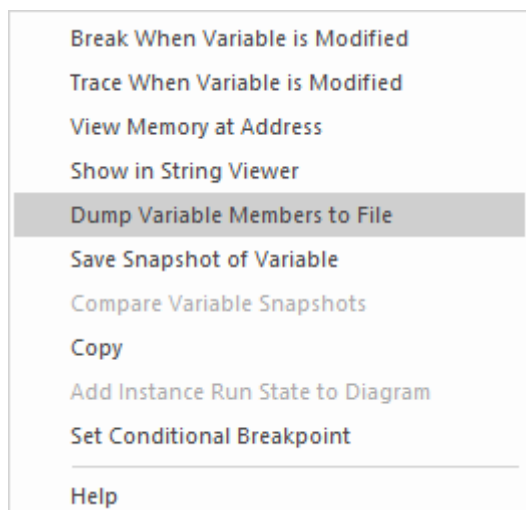 Break When Variable is Modified
Trace When Variable is Modified
View Memory at Address
Show in String Viewer
Dump Variable Members to File
Save Snapshot of Variable
Compare Variable Snapshots
Copy
Add Instance Run State to Diagram
Set Conditional Breakpoint
Help